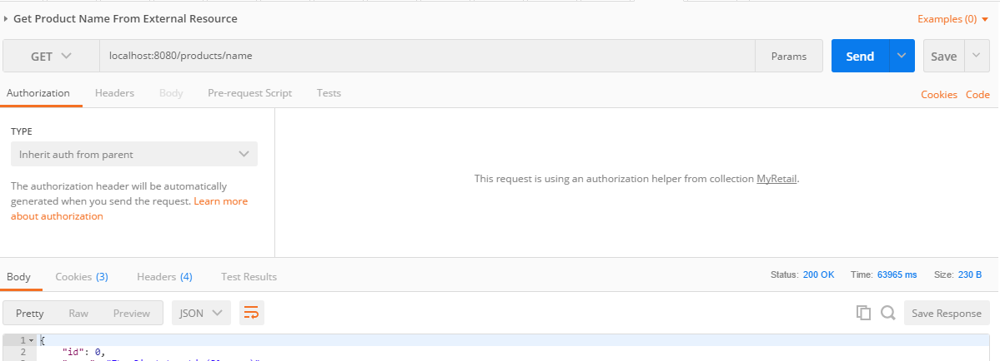 Get Product Name From External Resource
Examples (0)
GET
localhost:8080/products/name
Params
Send
Save
Authorization Headers Body Pre-request Script Tests
Cookies Code
TYPE
Inherit auth from parent
The authorization header will be automatically
generated when you send the request. Learn more
about authorization
This request is using an authorization helper from collection MyRetail.
Body Cookies (3) Headers (4) Test Results
Status: 200 OK Time: 63965 ms Size: 230 B
Pretty Raw Preview JSON
Save Response
1 {
2 "id": 0,